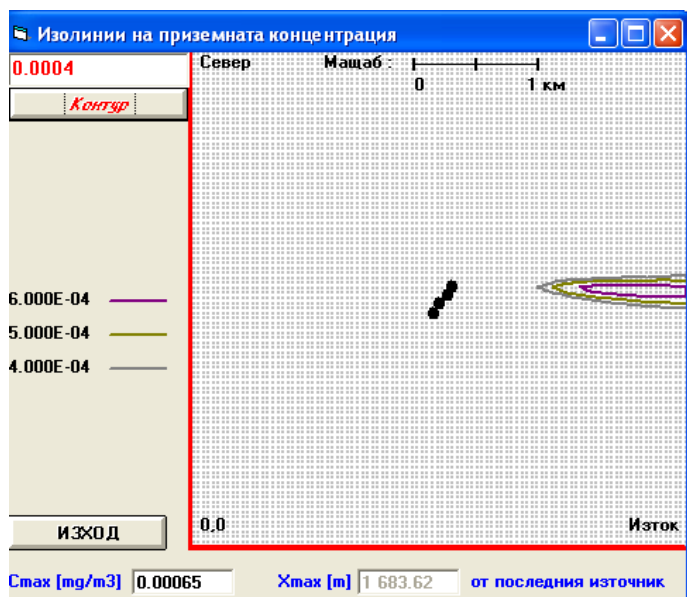 Изолинии на приземната концентрация
0.0004
Контур
Север
Мащаб :
0
1 км
6.000E-04
5.000E-04
4.000E-04
ИЗХОД
0,0
Изток
Cmax [mg/m3] 0.00065 Xmax [m] 1 683.62 от последния източник